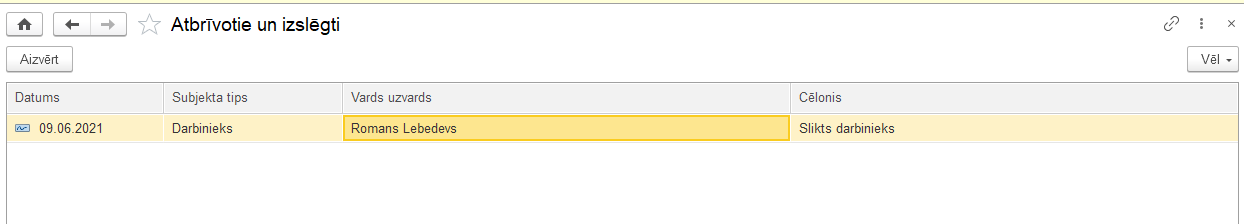 Atbrīvotie un izslēgti
Aizvērt
Vēl
Datums Subjekta tips Vards uzvards Cēlonis
09.06.2021 Darbinieks Romans Lebedevs Slikts darbinieks